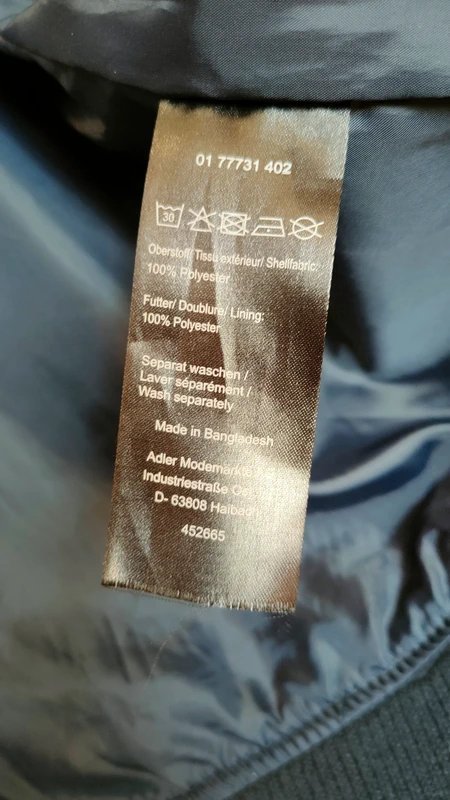 01 77731 402
30
Oberstoff/ Tissu extérieur/ Shellfabric:
100% Polyester
Futter/ Doublure/ Lining:
100% Polyester
Separat waschen /
Laver séparément /
Wash separately
Made in Bangladesh
Adler Modemärkte
Industriestraße
D- 63808 Haibach
452665